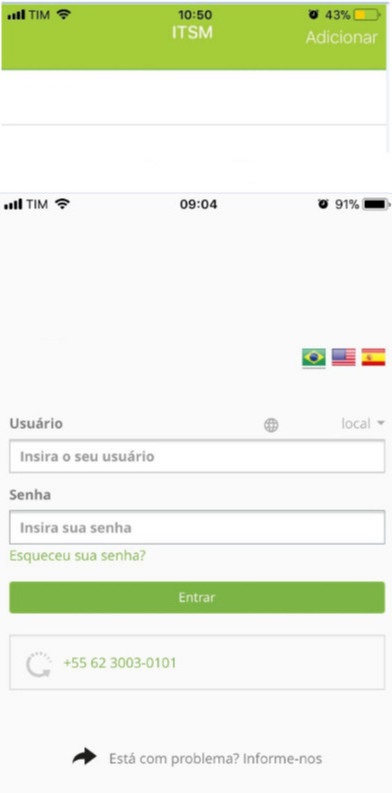 TIM 10:50 43%
ITSM Adicionar
TIM 09:04 91%
Usuário local
Insira o seu usuário
Senha
Insira sua senha
Esqueceu sua senha?
Entrar
+55 62 3003-0101
Está com problema? Informe-nos